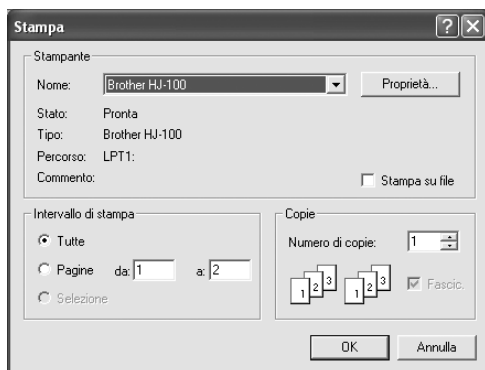 Stampa
Stampante
Nome: Brother HJ-100 Proprietà...
Stato: Pronta
Tipo: Brother HJ-100
Percorso: LPT1:
Commento: Stampa su file
Intervallo di stampa
Tutte
Pagine da: 1 a: 2
Selezione
Copie
Numero di copie: 1
1 2 3 1 2 3 Fascic.
OK Annulla